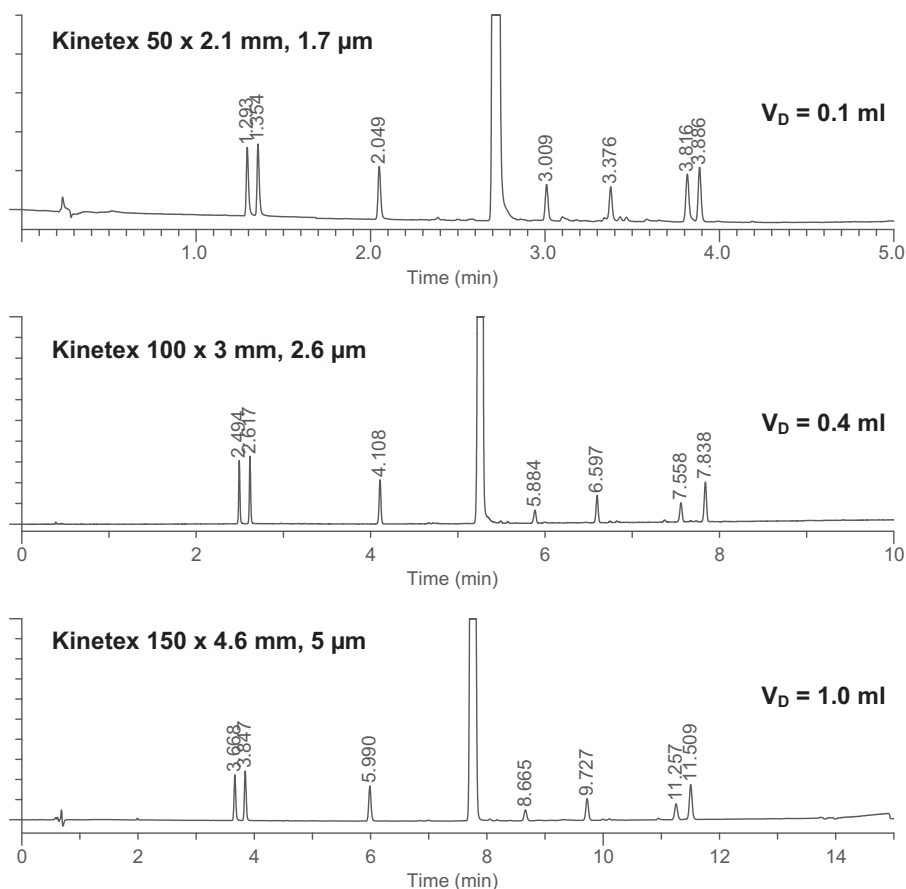 Kinetex 50 x 2.1 mm, 1.7 µm
V_D = 0.1 ml
1.293
1.354
2.049
3.009
3.376
3.816
3.886
1.0 2.0 3.0 4.0 5.0
Time (min)
Kinetex 100 x 3 mm, 2.6 µm
V_D = 0.4 ml
2.494
2.617
4.108
5.884
6.597
7.558
7.838
0 2 4 6 8 10
Time (min)
Kinetex 150 x 4.6 mm, 5 µm
V_D = 1.0 ml
3.668
3.847
5.990
8.665
9.727
11.257
11.509
0 2 4 6 8 10 12 14
Time (min)